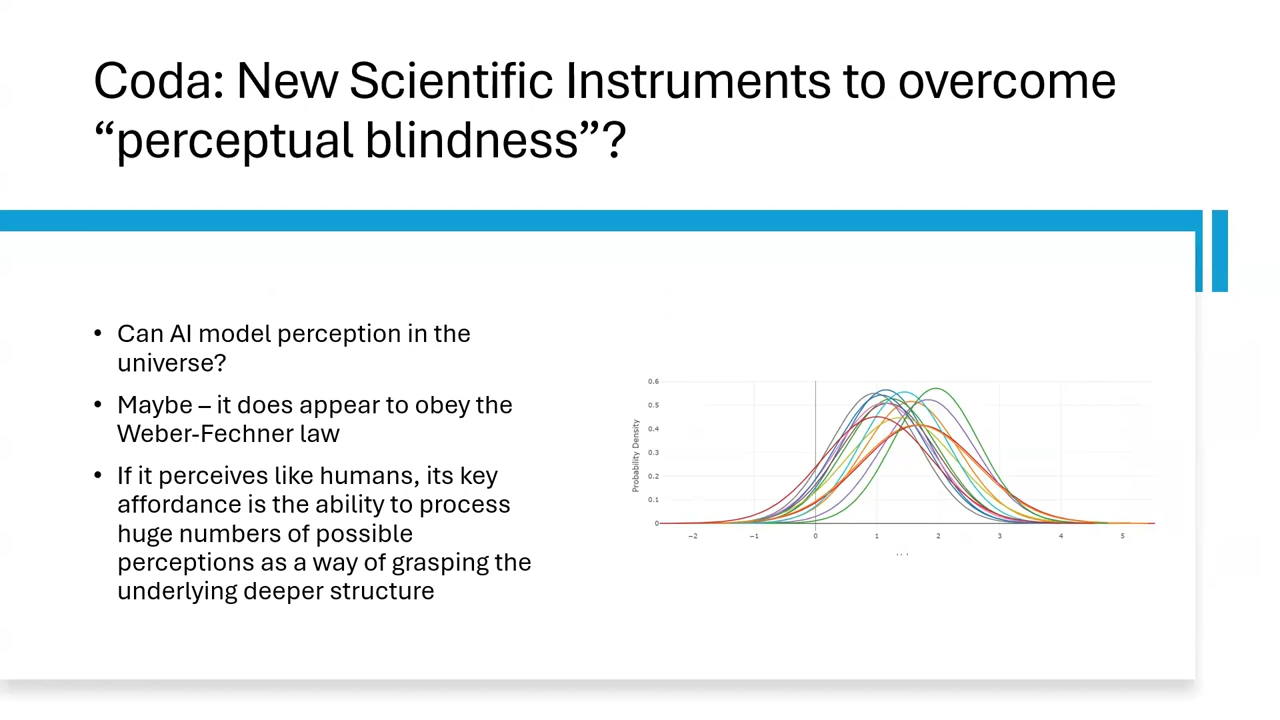 Coda: New Scientific Instruments to overcome
“perceptual blindness”?
• Can AI model perception in the
universe?
• Maybe – it does appear to obey the
Weber-Fechner law
• If it perceives like humans, its key
affordance is the ability to process
huge numbers of possible
perceptions as a way of grasping the
underlying deeper structure
Probability Density
0.6
0.5
0.4
0.3
0.2
0.1
0
−2 −1 0 1 2 3 4 5